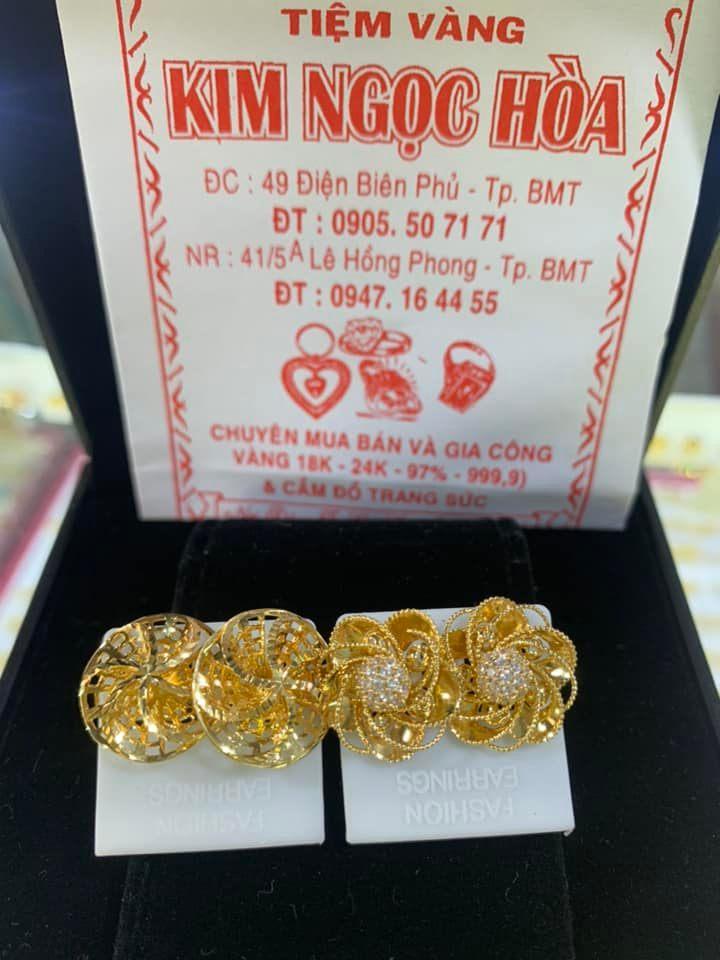 TIỆM VÀNG
KIM NGỌC HÒA
ĐC : 49 Điện Biên Phủ - Tp. BMT
ĐT : 0905. 50 71 71
NR : 41/5A Lê Hồng Phong - Tp. BMT
ĐT : 0947. 16 44 55
CHUYÊN MUA BÁN VÀ GIA CÔNG
VÀNG 18K - 24K - 97% - 999,9)
& CẦM ĐỒ TRANG SỨC
FASHION
EARRINGS
FASHION
EARRINGS